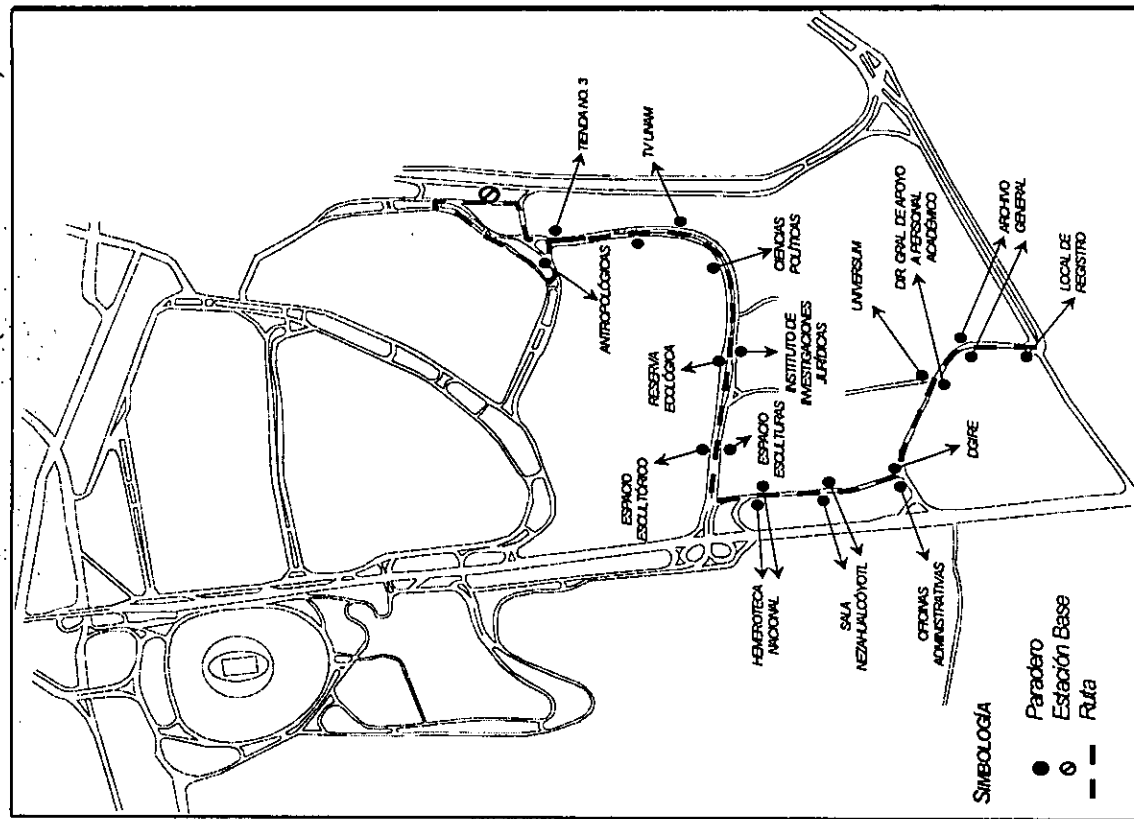 TIENDA NO. 3
TV UNAM
ANTROPOLÓGICAS
CIENCIAS
POLÍTICAS
RESERVA
ECOLÓGICA
INSTITUTO DE
INVESTIGACIONES
JURÍDICAS
ESPACIO
ESCULTÓRICO
ESPACIO
ESCULTURAS
UNIVERSUM
DIR. GRAL. DE APOYO
A PERSONAL
ACADÉMICO
ARCHIVO
GENERAL
LOCAL DE
REGISTRO
DGIRE
HEMEROTECA
NACIONAL
SALA
NEZAHUALCÓYOTL
OFICINAS
ADMINISTRATIVAS
SIMBOLOGÍA
Paradero
Estación Base
Ruta